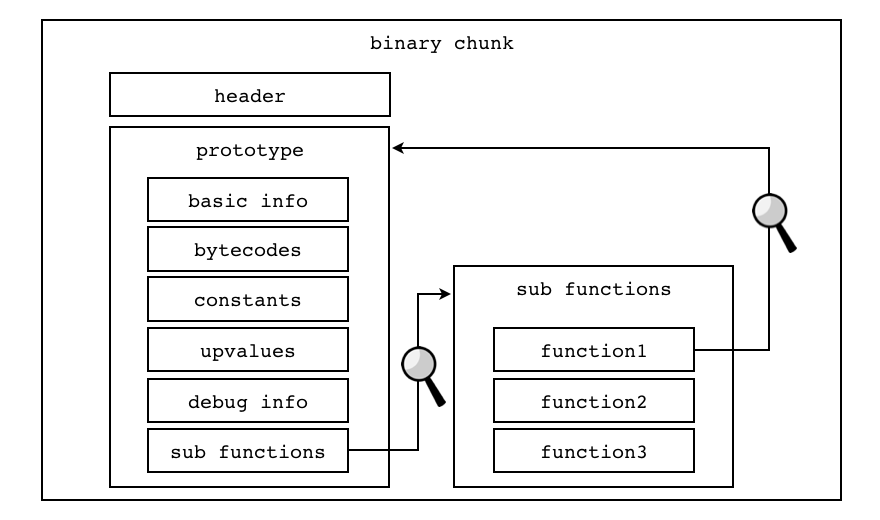 binary chunk
header
prototype
basic info
bytecodes
constants
upvalues
debug info
sub functions
sub functions
function1
function2
function3